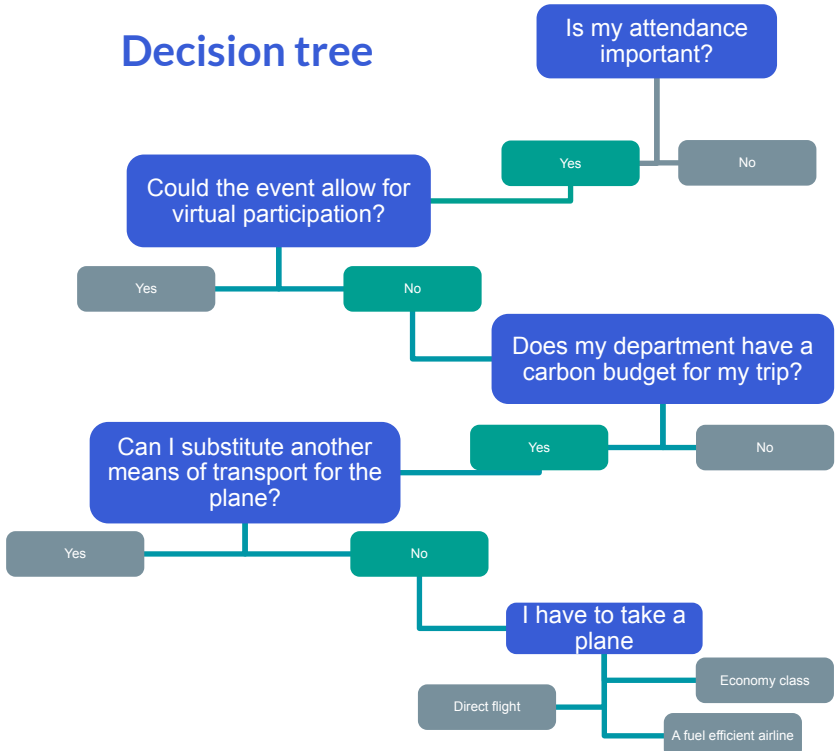 Decision tree
Is my attendance
important?
Yes
No
Could the event allow for
virtual participation?
Yes
No
Does my department have a
carbon budget for my trip?
Yes
No
Can I substitute another
means of transport for the
plane?
Yes
No
I have to take a
plane
Economy class
Direct flight
A fuel efficient airline